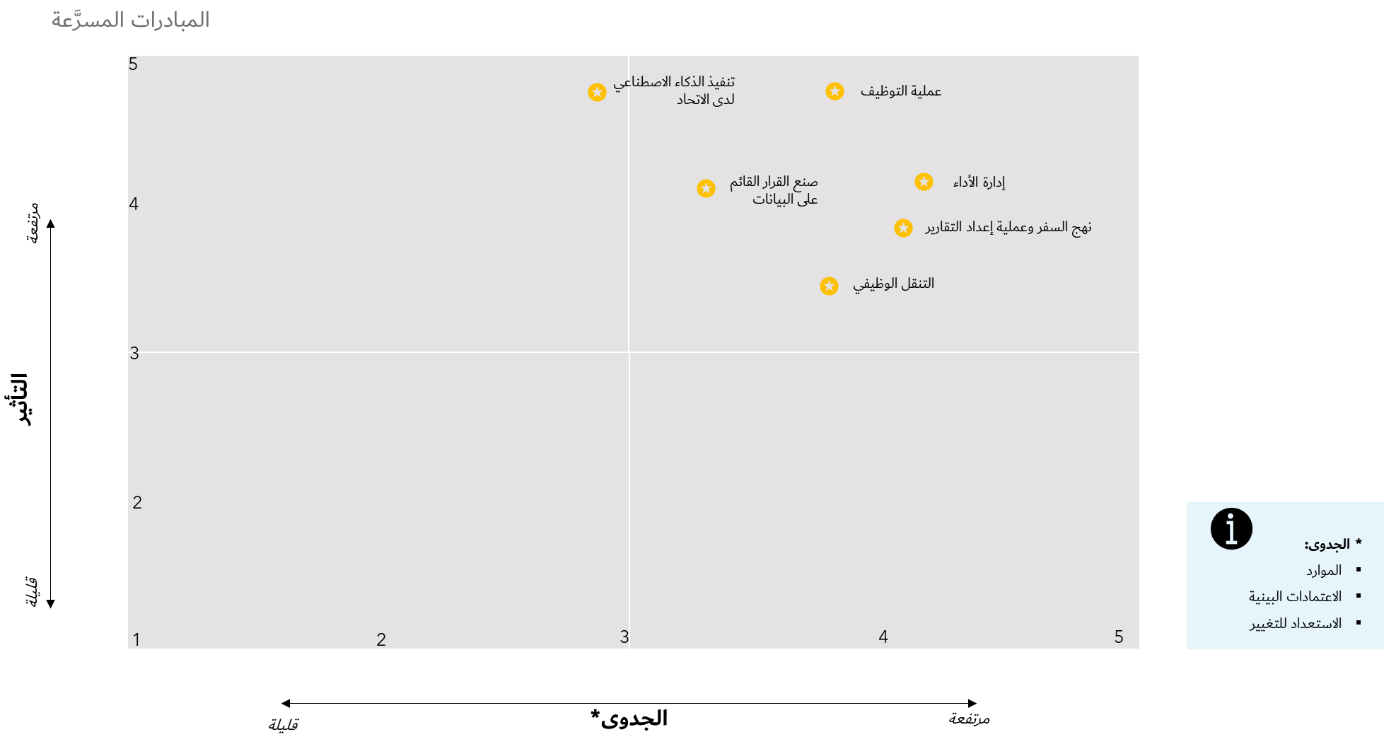 المبادرات المسرَّعة
5
تنفيذ الذكاء الاصطناعي
لدى الاتحاد
عملية التوظيف
صنع القرار القائم
على البيانات
إدارة الأداء
4
نهج السفر وعملية إعداد التقارير
التنقل الوظيفي
مرتفعة
3
التأثير
2
قليلة
1
2
3
4
5
قليلة
الجدوى*
مرتفعة
* الجدوى:
▪ الموارد
▪ الاعتمادات البينية
▪ الاستعداد للتغيير